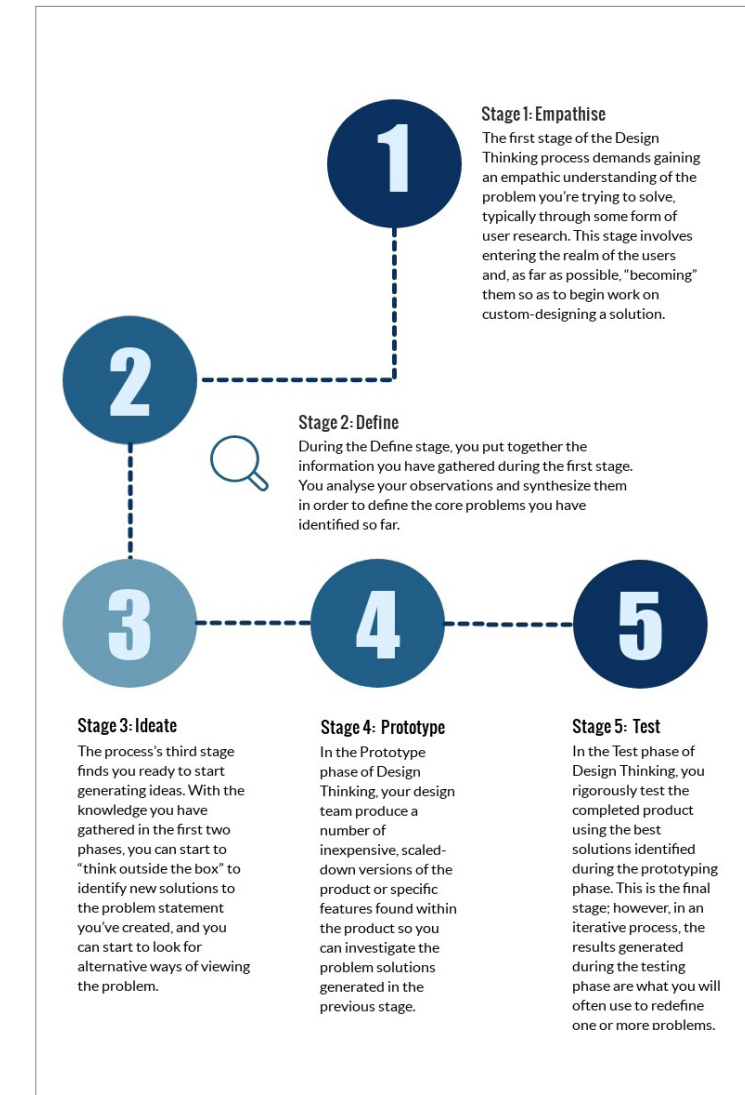 1
Stage 1: Empathise
The first stage of the Design
Thinking process demands gaining
an empathic understanding of the
problem you're trying to solve,
typically through some form of
user research. This stage involves
entering the realm of the users
and, as far as possible, “becoming”
them so as to begin work on
custom-designing a solution.
2
Stage 2: Define
During the Define stage, you put together the
information you have gathered during the first stage.
You analyse your observations and synthesize them
in order to define the core problems you have
identified so far.
3
4
5
Stage 3: Ideate
The process's third stage
finds you ready to start
generating ideas. With the
knowledge you have
gathered in the first two
phases, you can start to
“think outside the box” to
identify new solutions to
the problem statement
you've created, and you
can start to look for
alternative ways of viewing
the problem.
Stage 4: Prototype
In the Prototype
phase of Design
Thinking, your design
team produce a
number of
inexpensive, scaled-
down versions of the
product or specific
features found within
the product so you
can investigate the
problem solutions
generated in the
previous stage.
Stage 5: Test
In the Test phase of
Design Thinking, you
rigorously test the
completed product
using the best
solutions identified
during the prototyping
phase. This is the final
stage; however, in an
iterative process, the
results generated
during the testing
phase are what you will
often use to redefine
one or more problems.